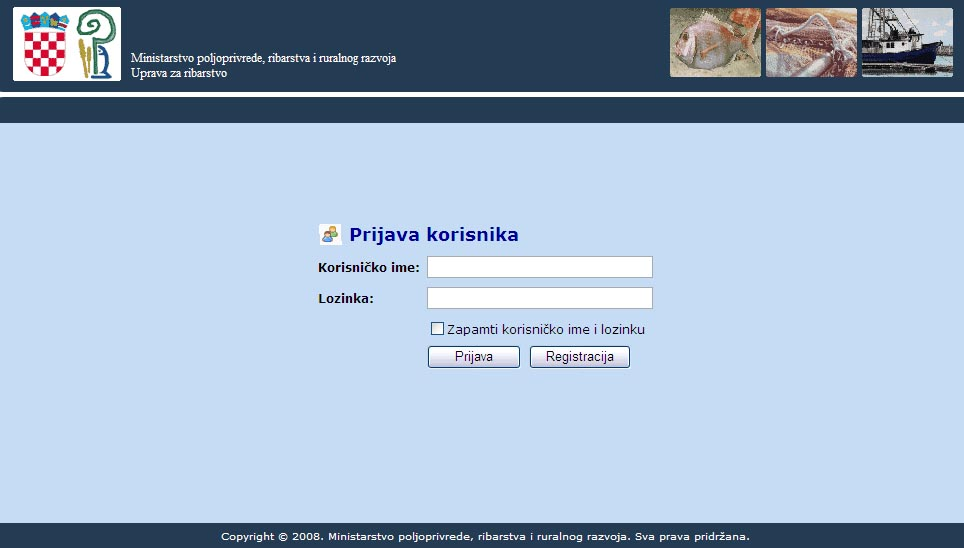 Ministarstvo poljoprivrede, ribarstva i ruralnog razvoja
Uprava za ribarstvo
Prijava korisnika
Korisničko ime:
Lozinka:
Zapamti korisničko ime i lozinku
Prijava Registracija
Copyright © 2008. Ministarstvo poljoprivrede, ribarstva i ruralnog razvoja. Sva prava pridržana.